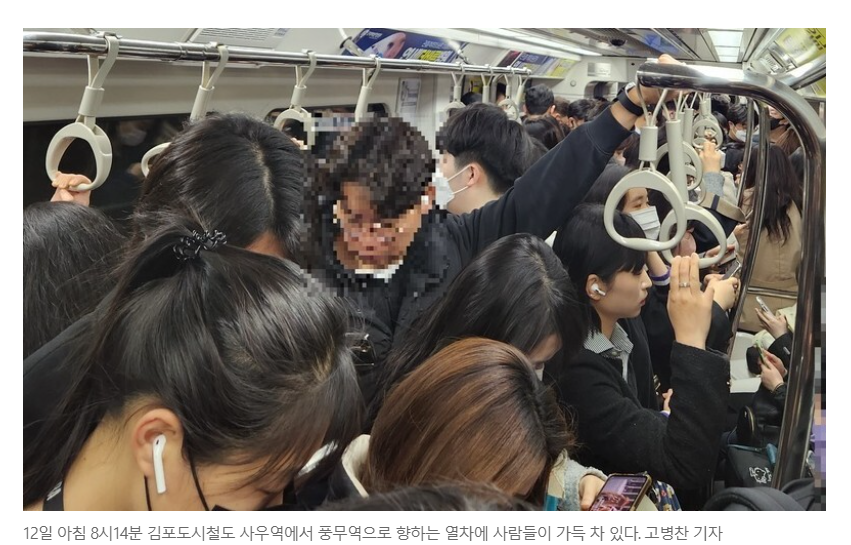 12일 아침 8시14분 김포도시철도 사우역에서 풍무역으로 향하는 열차에 사람들이 가득 차 있다. 고병찬 기자